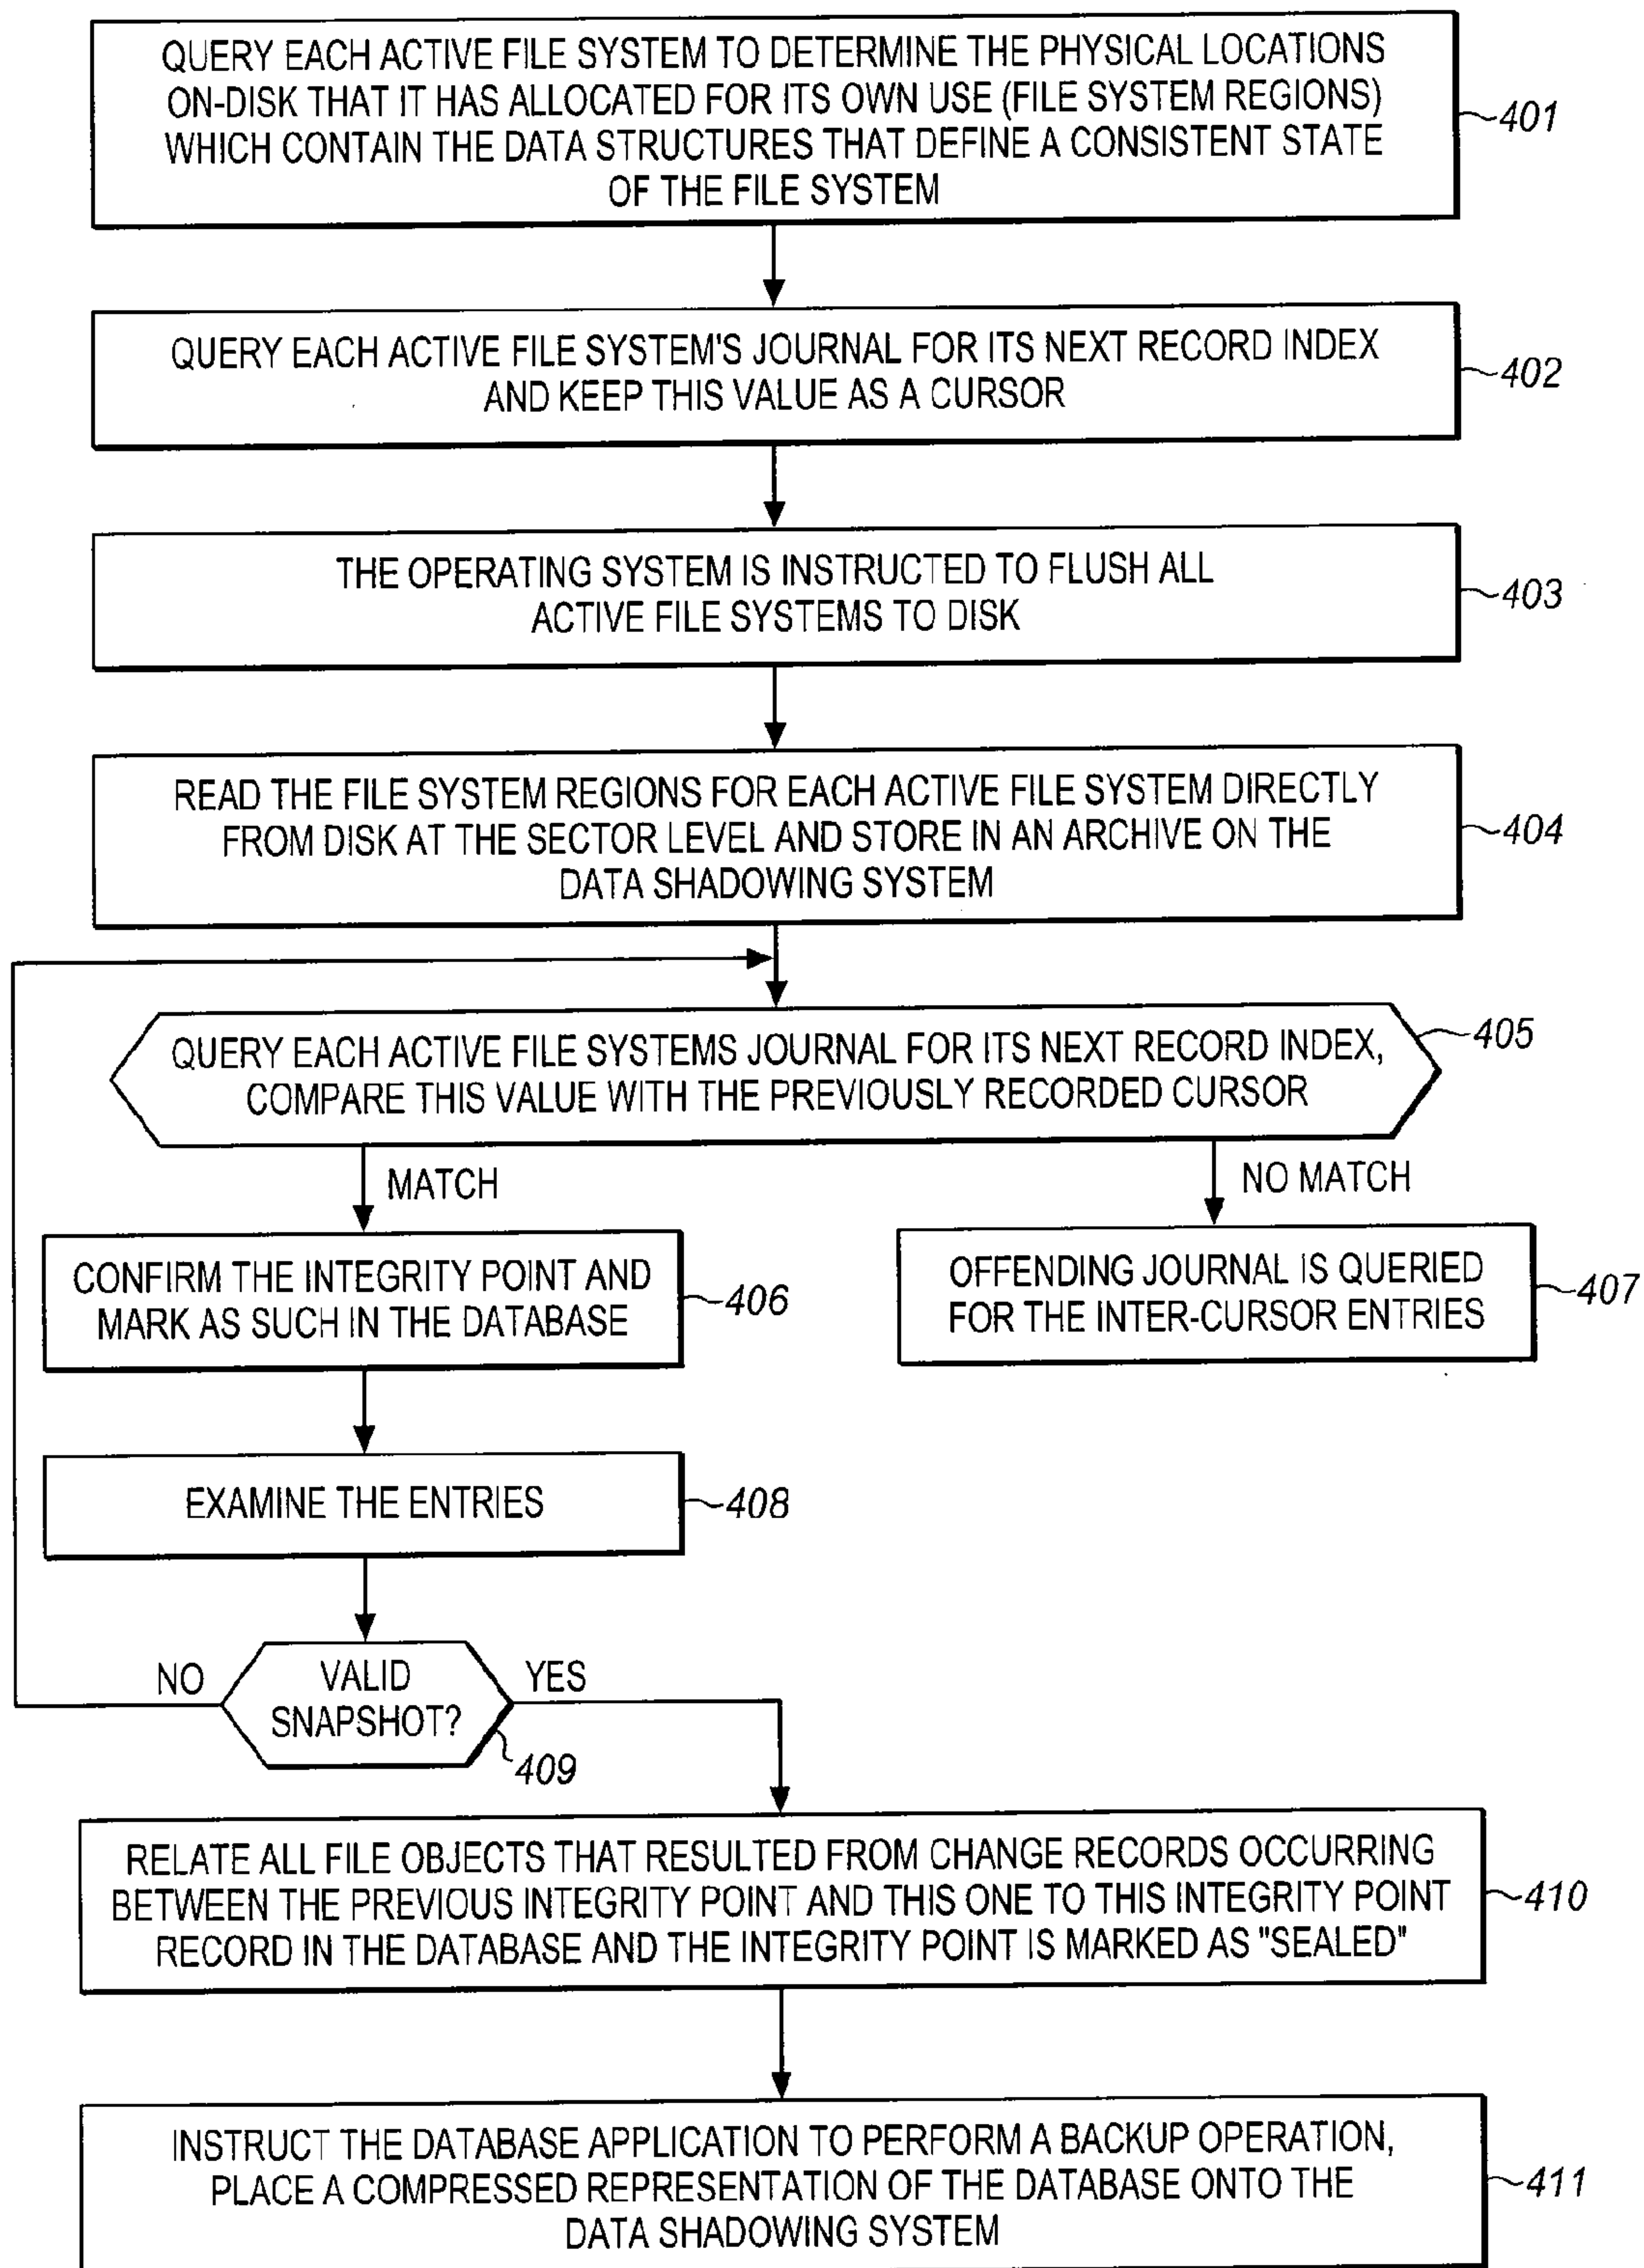 QUERY EACH ACTIVE FILE SYSTEM TO DETERMINE THE PHYSICAL LOCATIONS
ON-DISK THAT IT HAS ALLOCATED FOR ITS OWN USE (FILE SYSTEM REGIONS)
WHICH CONTAIN THE DATA STRUCTURES THAT DEFINE A CONSISTENT STATE
OF THE FILE SYSTEM
401
QUERY EACH ACTIVE FILE SYSTEM'S JOURNAL FOR ITS NEXT RECORD INDEX
AND KEEP THIS VALUE AS A CURSOR
402
THE OPERATING SYSTEM IS INSTRUCTED TO FLUSH ALL
ACTIVE FILE SYSTEMS TO DISK
403
READ THE FILE SYSTEM REGIONS FOR EACH ACTIVE FILE SYSTEM DIRECTLY
FROM DISK AT THE SECTOR LEVEL AND STORE IN AN ARCHIVE ON THE
DATA SHADOWING SYSTEM
404
QUERY EACH ACTIVE FILE SYSTEMS JOURNAL FOR ITS NEXT RECORD INDEX,
COMPARE THIS VALUE WITH THE PREVIOUSLY RECORDED CURSOR
405
MATCH
NO MATCH
CONFIRM THE INTEGRITY POINT AND
MARK AS SUCH IN THE DATABASE
406
OFFENDING JOURNAL IS QUERIED
FOR THE INTER-CURSOR ENTRIES
407
EXAMINE THE ENTRIES
408
NO
VALID
SNAPSHOT?
YES
409
RELATE ALL FILE OBJECTS THAT RESULTED FROM CHANGE RECORDS OCCURRING
BETWEEN THE PREVIOUS INTEGRITY POINT AND THIS ONE TO THIS INTEGRITY POINT
RECORD IN THE DATABASE AND THE INTEGRITY POINT IS MARKED AS "SEALED"
410
INSTRUCT THE DATABASE APPLICATION TO PERFORM A BACKUP OPERATION,
PLACE A COMPRESSED REPRESENTATION OF THE DATABASE ONTO THE
DATA SHADOWING SYSTEM
411